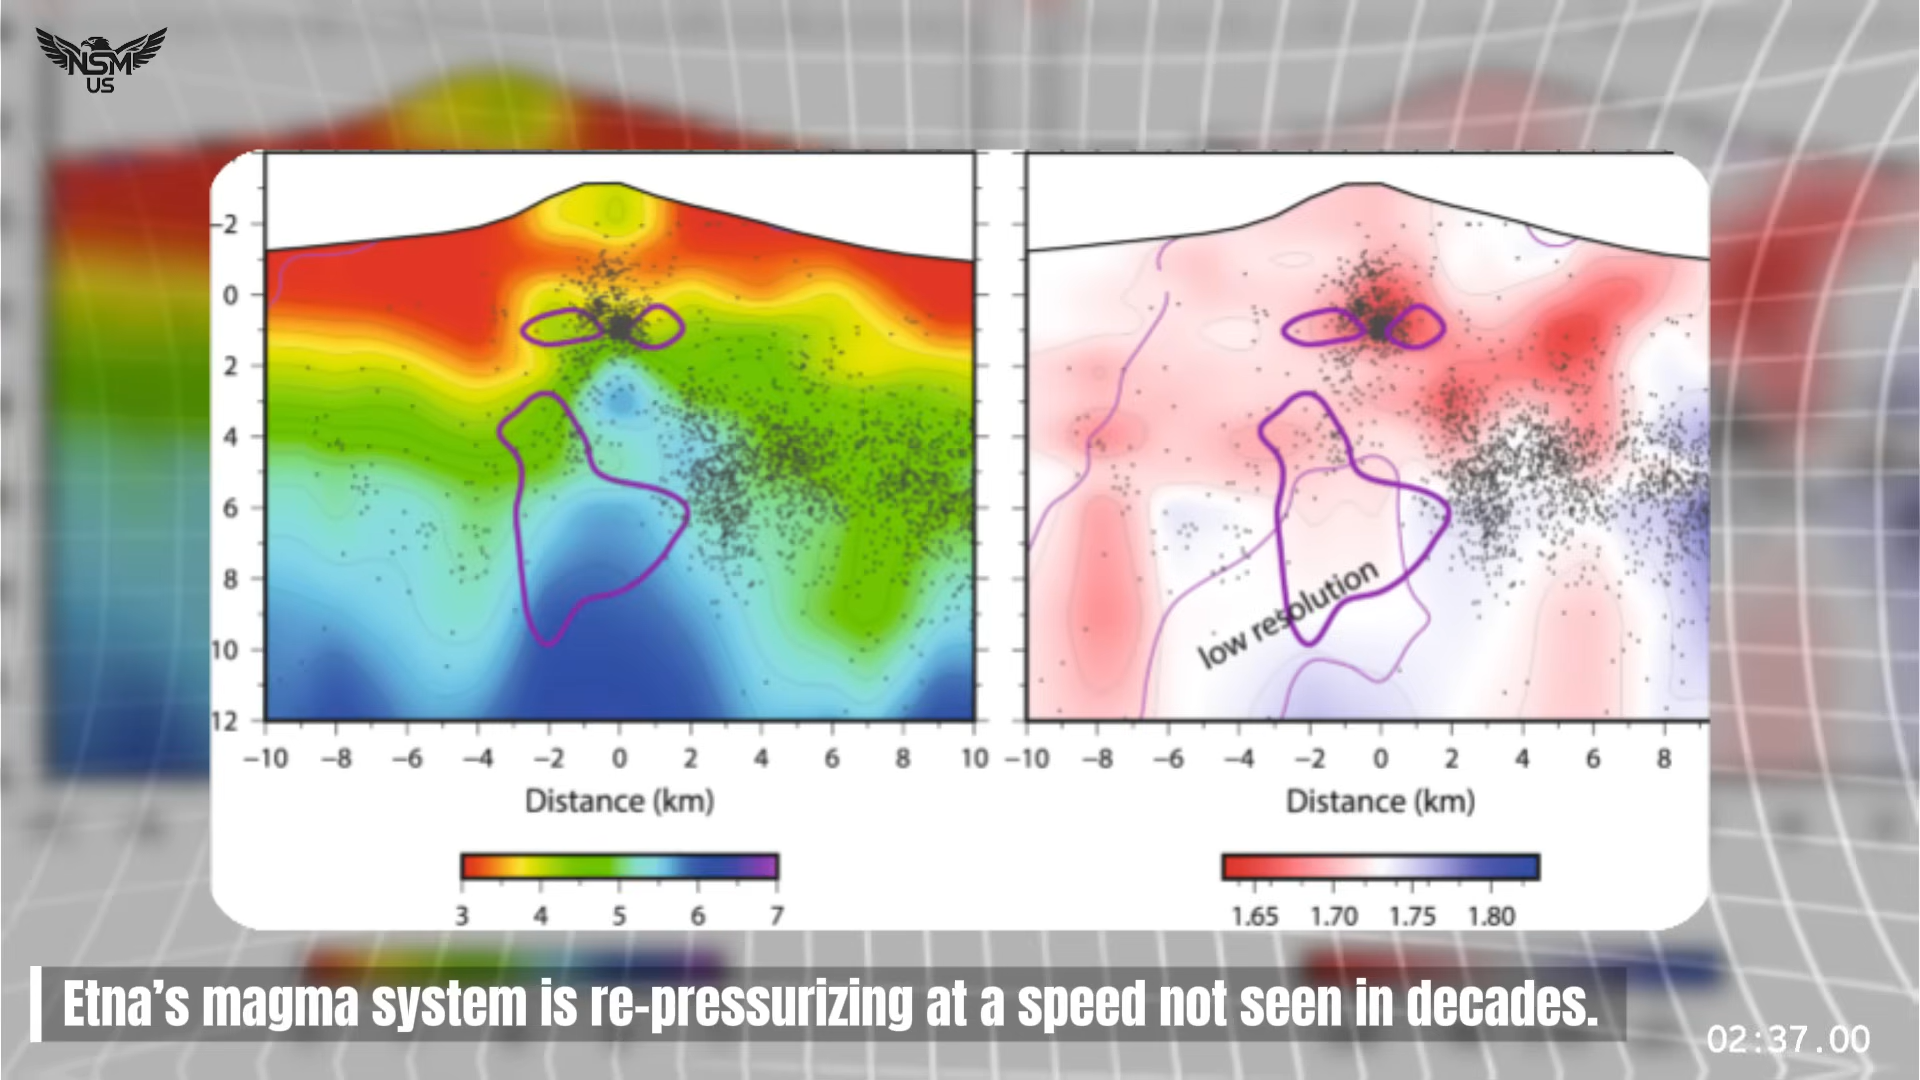 NSM
US
−2
0
2
4
6
8
10
12
−10 −8 −6 −4 −2 0 2 4 6 8 10
Distance (km)
3 4 5 6 7
low resolution
−10 −8 −6 −4 −2 0 2 4 6 8
Distance (km)
1.65 1.70 1.75 1.80
Etna’s magma system is re-pressurizing at a speed not seen in decades.
02:37.00